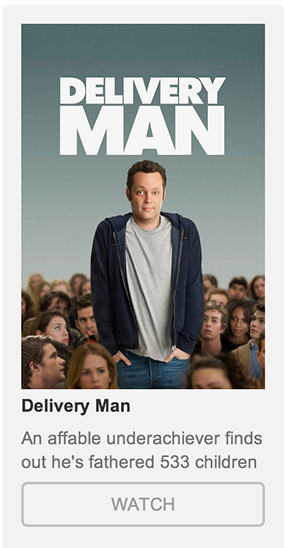 DELIVERY
MAN
Delivery Man
An affable underachiever finds
out he's fathered 533 children
WATCH